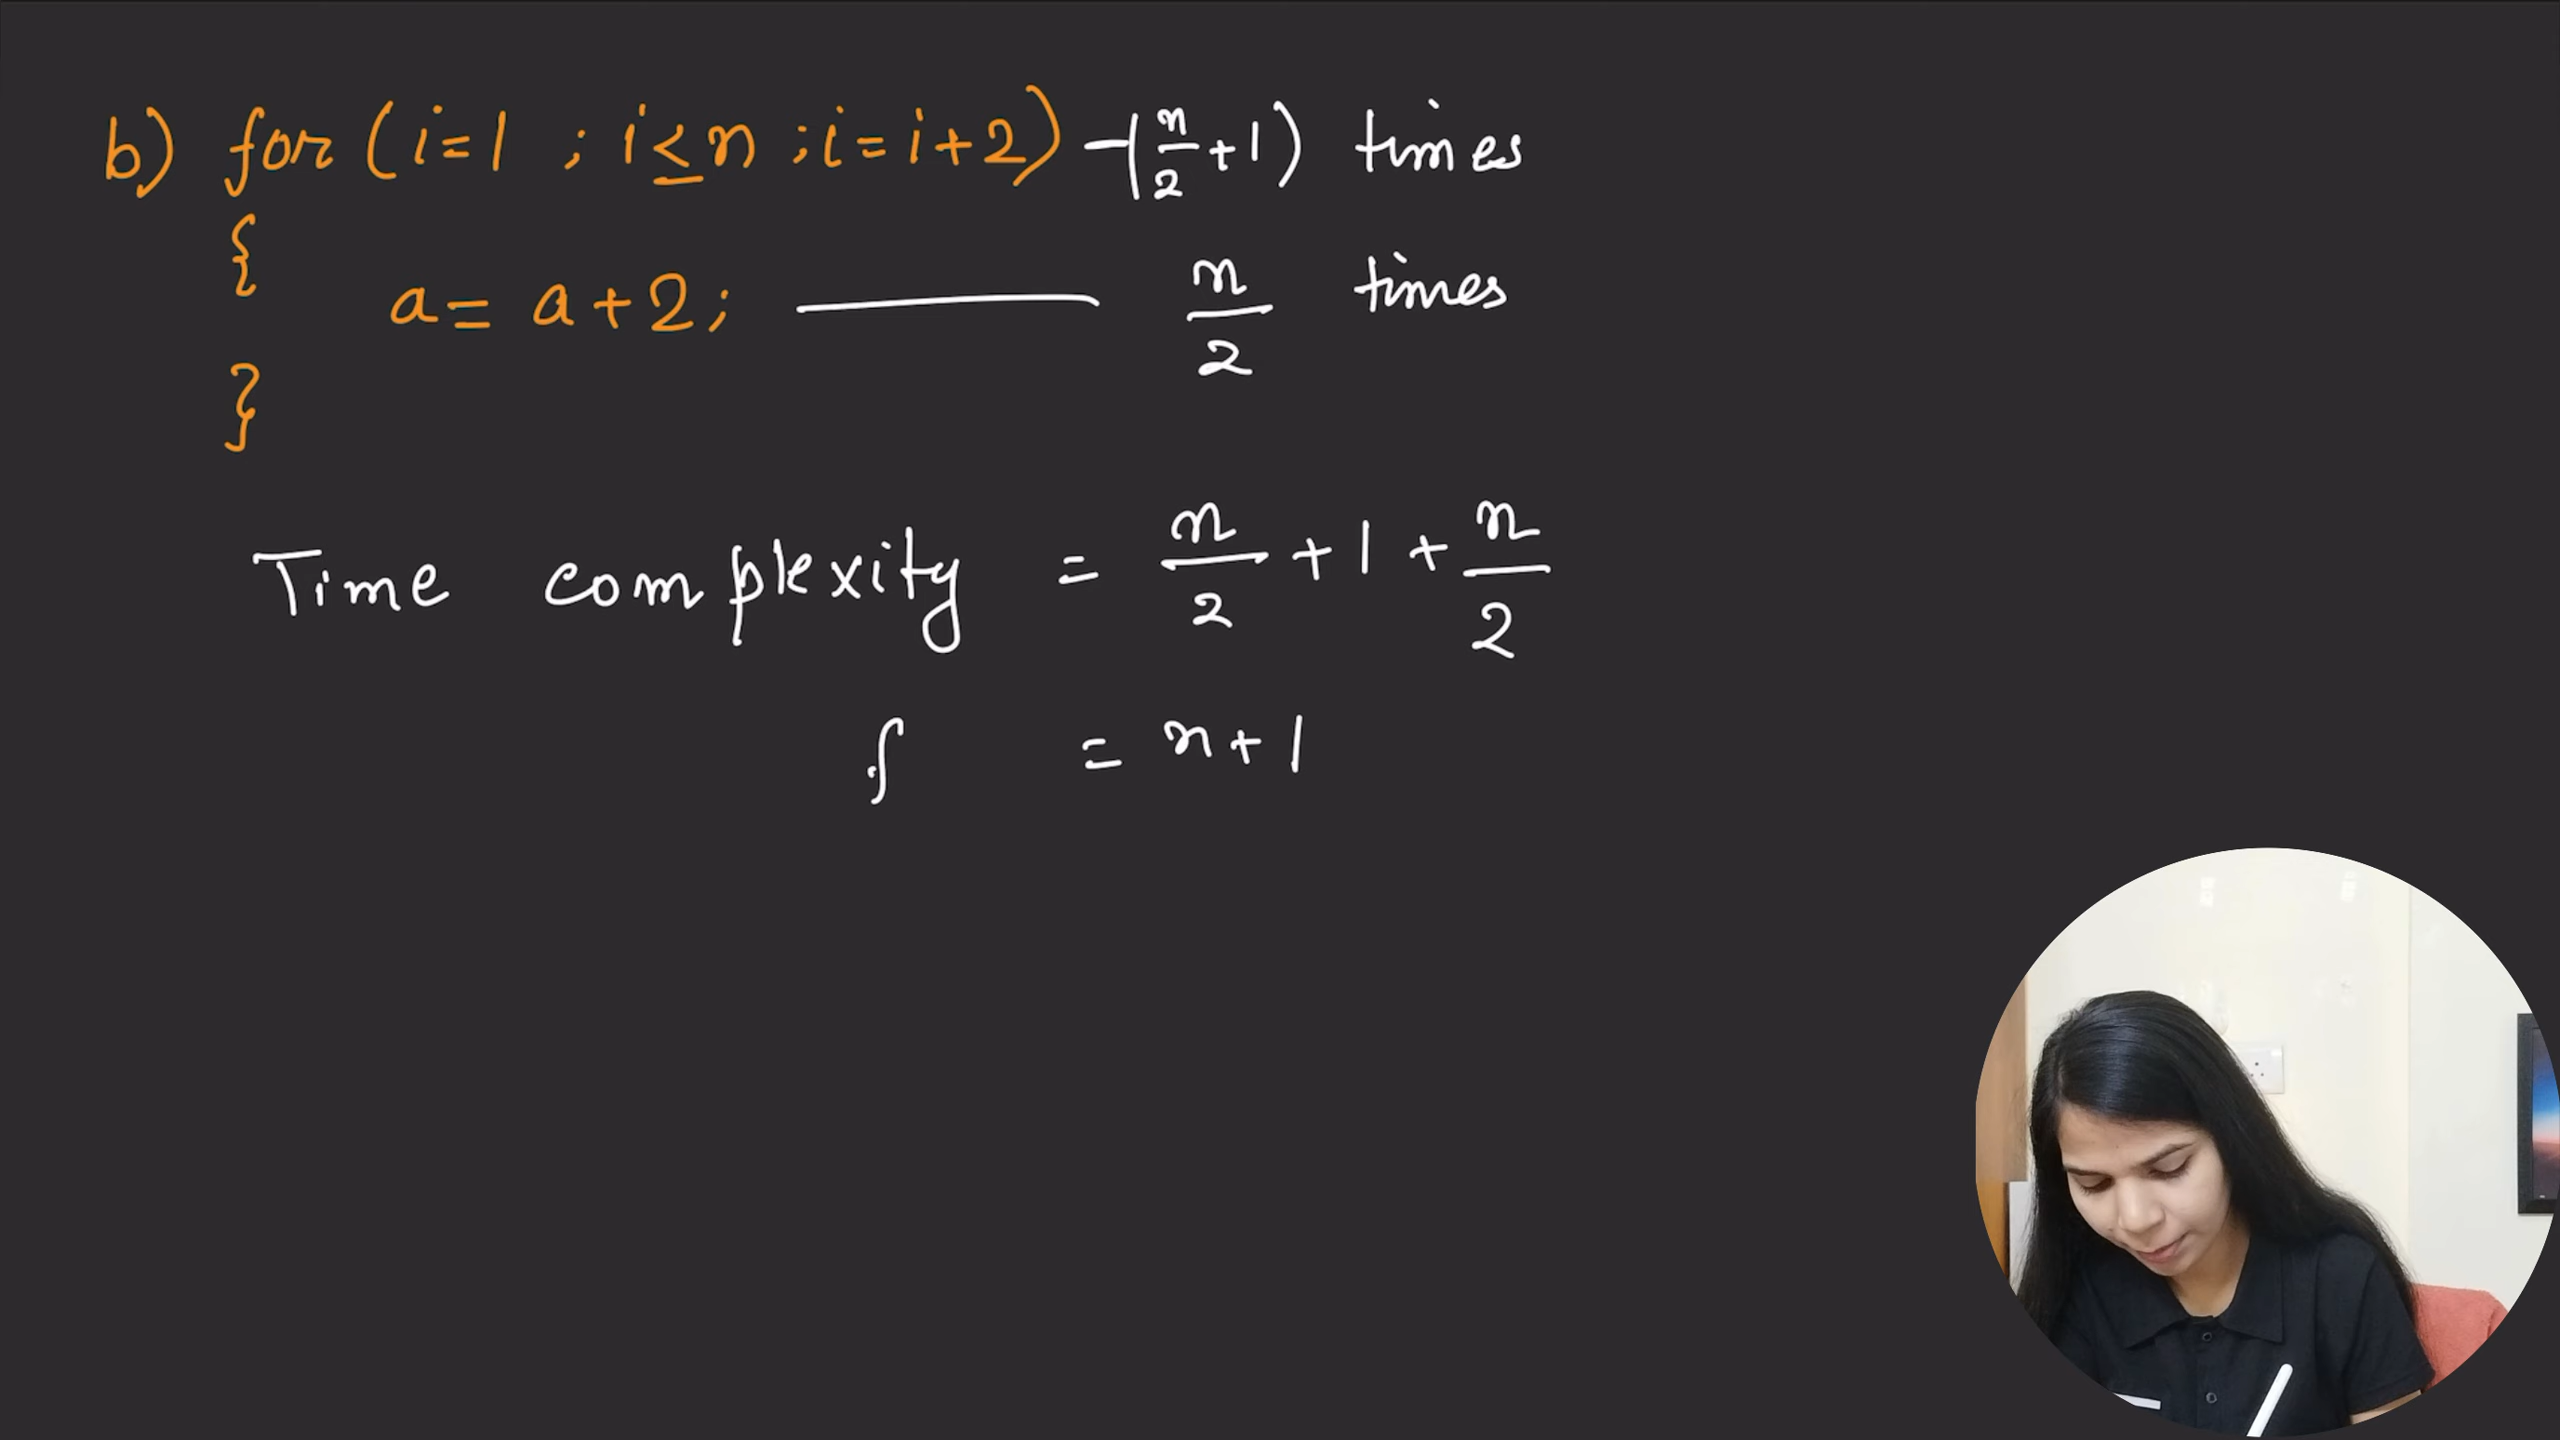 b) for (i=1 ; i≤n ; i=i+2) -(n/2+1) times
{
a= a+2; —— n/2 times
}
Time complexity = n/2 + 1 + n/2
f = n+1